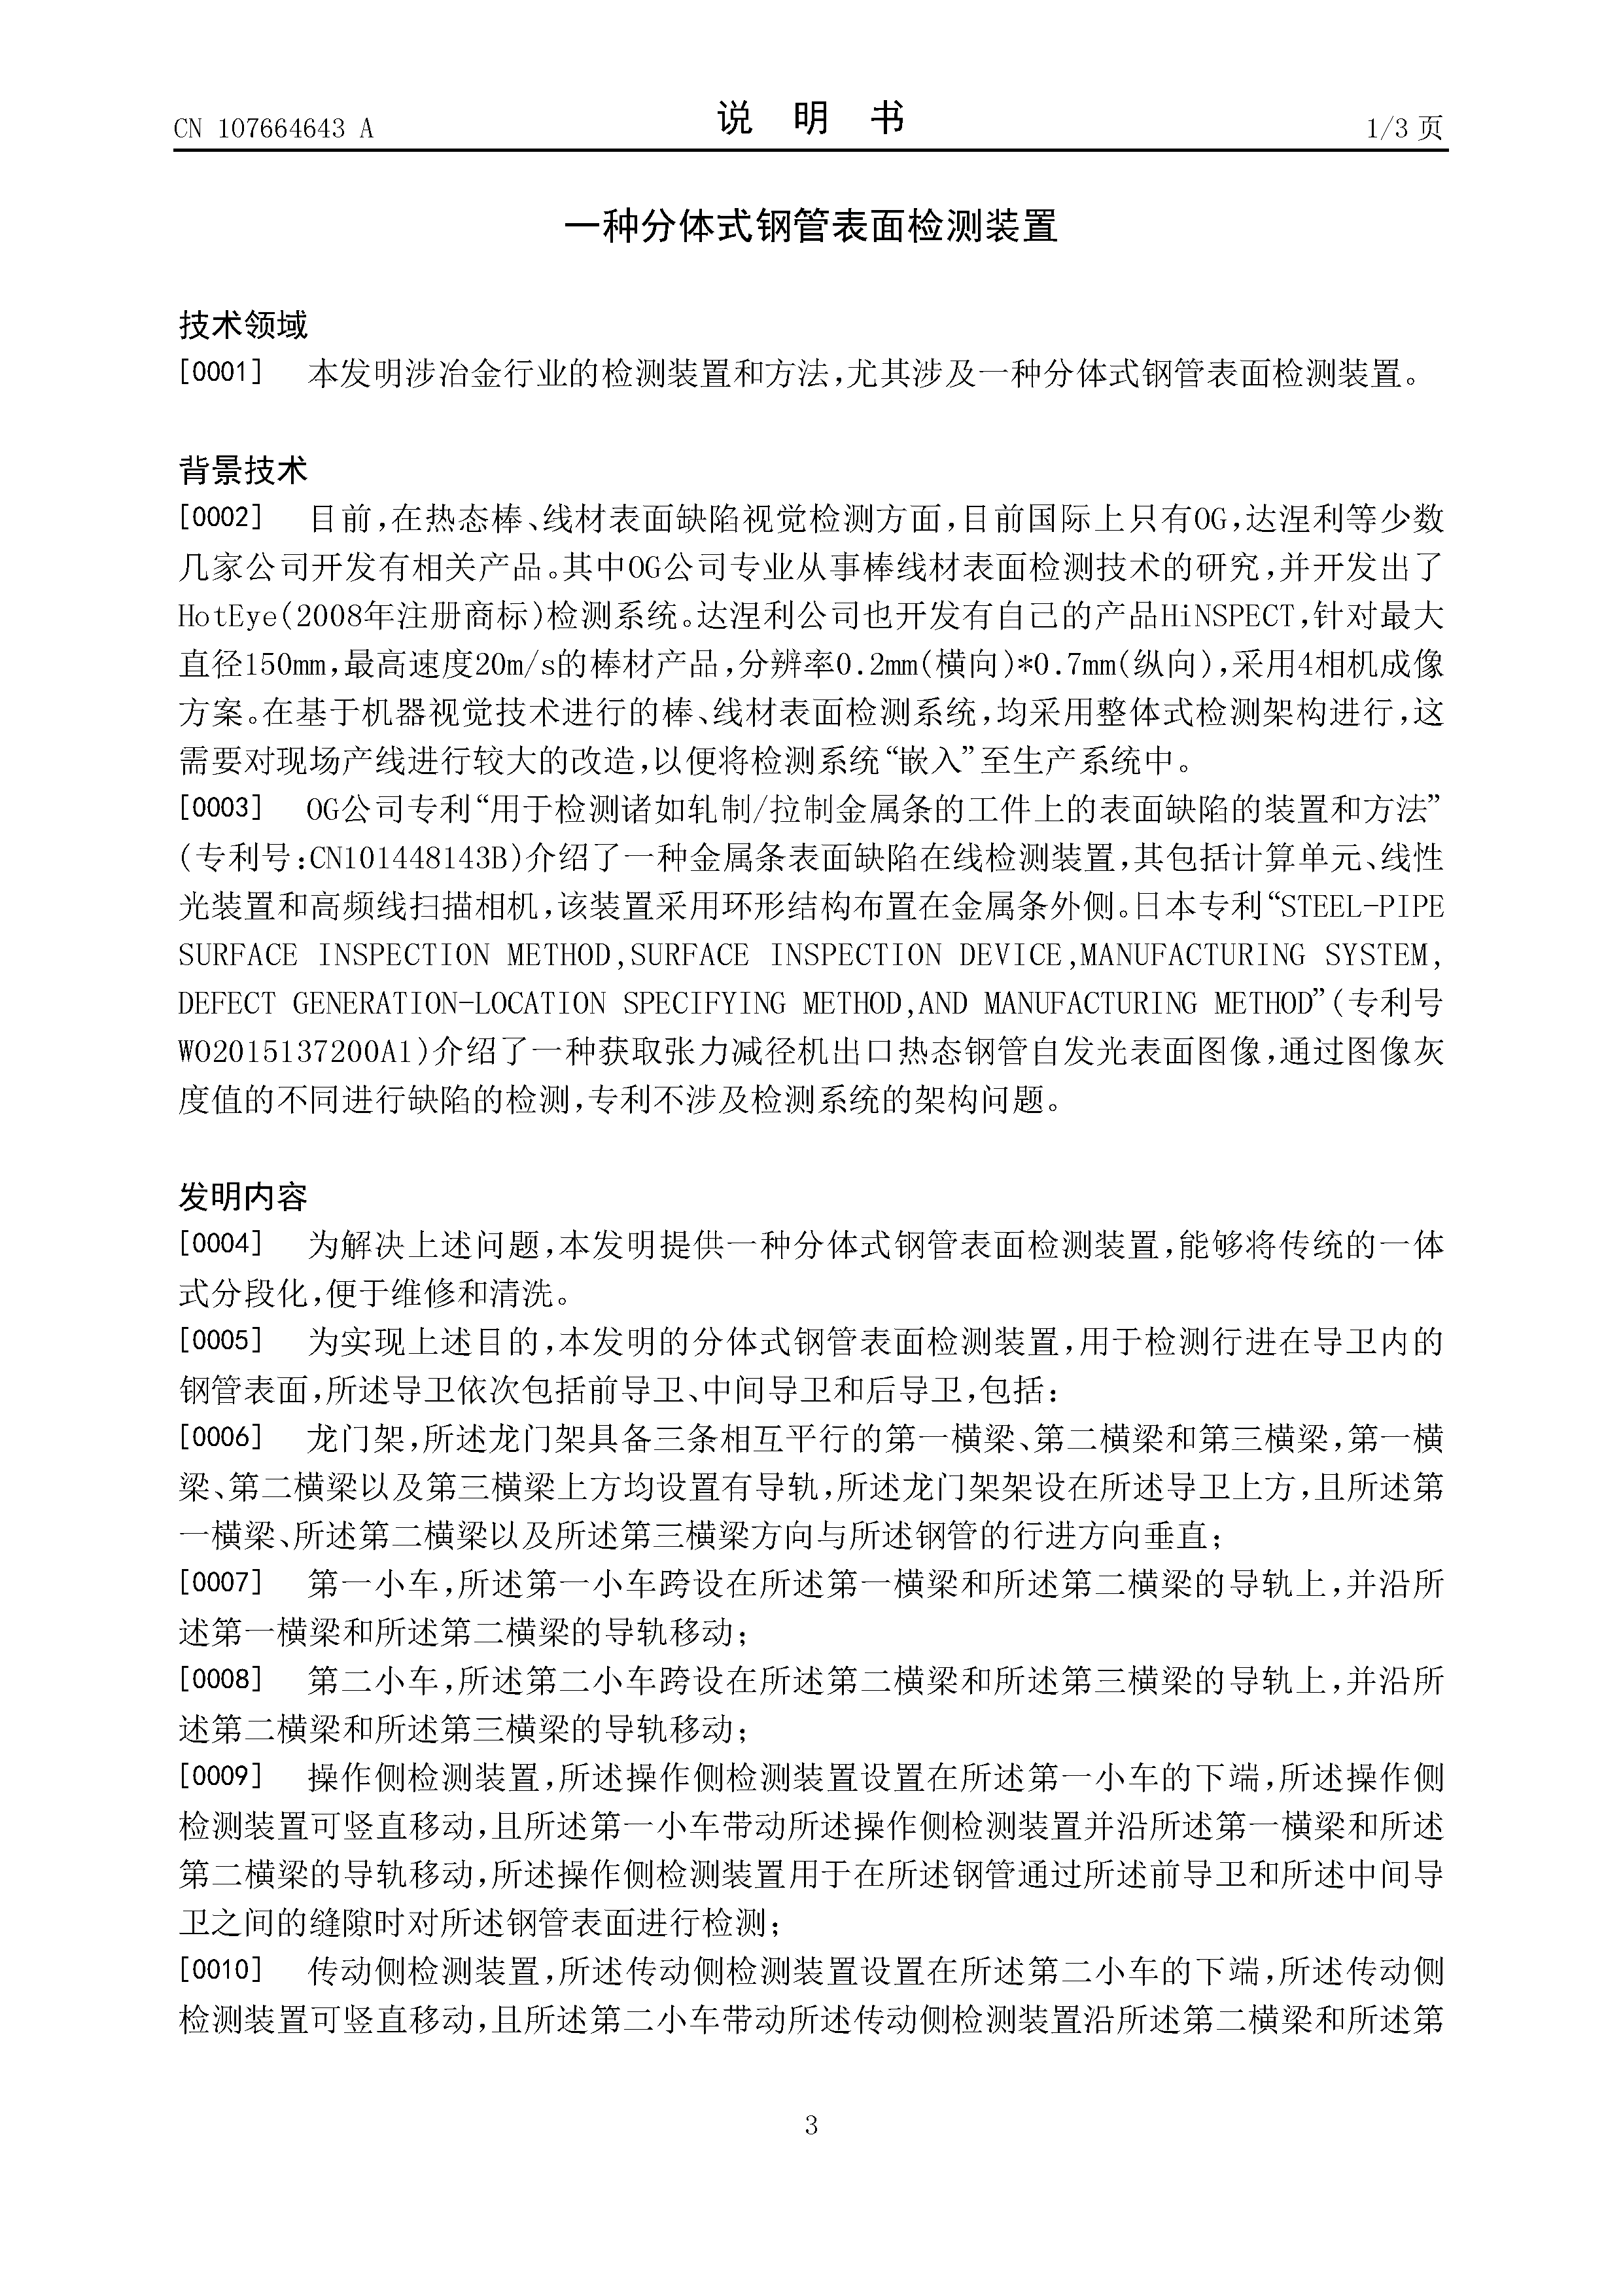 CN 107664643 A
说 明 书
1/3 页
一种分体式钢管表面检测装置
技术领域
[0001] 本发明涉冶金行业的检测装置和方法,尤其涉及一种分体式钢管表面检测装置。
背景技术
[0002] 目前,在热态棒、线材表面缺陷视觉检测方面,目前国际上只有OG,达涅利等少数
几家公司开发有相关产品。其中OG公司专业从事棒线材表面检测技术的研究,并开发出了
HotEye(2008年注册商标)检测系统。达涅利公司也开发有自己的产品HiNSPECT,针对最大
直径150mm,最高速度20m/s的棒材产品,分辨率0.2mm(横向)*0.7mm(纵向),采用4相机成像
方案。在基于机器视觉技术进行的棒、线材表面检测系统,均采用整体式检测架构进行,这
需要对现场产线进行较大的改造,以便将检测系统“嵌入”至生产系统中。
[0003] OG公司专利“用于检测诸如轧制/拉制金属条的工件上的表面缺陷的装置和方法”
(专利号:CN101448143B)介绍了一种金属条表面缺陷在线检测装置,其包括计算单元、线性
光装置和高频线扫描相机,该装置采用环形结构布置在金属条外侧。日本专利“STEEL-PIPE
SURFACE INSPECTION METHOD,SURFACE INSPECTION DEVICE,MANUFACTURING SYSTEM,
DEFECT GENERATION-LOCATION SPECIFYING METHOD,AND MANUFACTURING METHOD”(专利号
WO2015137200A1)介绍了一种获取张力减径机出口热态钢管自发光表面图像,通过图像灰
度值的不同进行缺陷的检测,专利不涉及检测系统的架构问题。
发明内容
[0004] 为解决上述问题,本发明提供一种分体式钢管表面检测装置,能够将传统的一体
式分段化,便于维修和清洗。
[0005] 为实现上述目的,本发明的分体式钢管表面检测装置,用于检测行进在导卫内的
钢管表面,所述导卫依次包括前导卫、中间导卫和后导卫,包括:
[0006] 龙门架,所述龙门架具备三条相互平行的第一横梁、第二横梁和第三横梁,第一横
梁、第二横梁以及第三横梁上方均设置有导轨,所述龙门架架设在所述导卫上方,且所述第
一横梁、所述第二横梁以及所述第三横梁方向与所述钢管的行进方向垂直;
[0007] 第一小车,所述第一小车跨设在所述第一横梁和所述第二横梁的导轨上,并沿所
述第一横梁和所述第二横梁的导轨移动;
[0008] 第二小车,所述第二小车跨设在所述第二横梁和所述第三横梁的导轨上,并沿所
述第二横梁和所述第三横梁的导轨移动;
[0009] 操作侧检测装置,所述操作侧检测装置设置在所述第一小车的下端,所述操作侧
检测装置可竖直移动,且所述第一小车带动所述操作侧检测装置并沿所述第一横梁和所述
第二横梁的导轨移动,所述操作侧检测装置用于在所述钢管通过所述前导卫和所述中间导
卫之间的缝隙时对所述钢管表面进行检测;
[0010] 传动侧检测装置,所述传动侧检测装置设置在所述第二小车的下端,所述传动侧
检测装置可竖直移动,且所述第二小车带动所述传动侧检测装置沿所述第二横梁和所述第
3